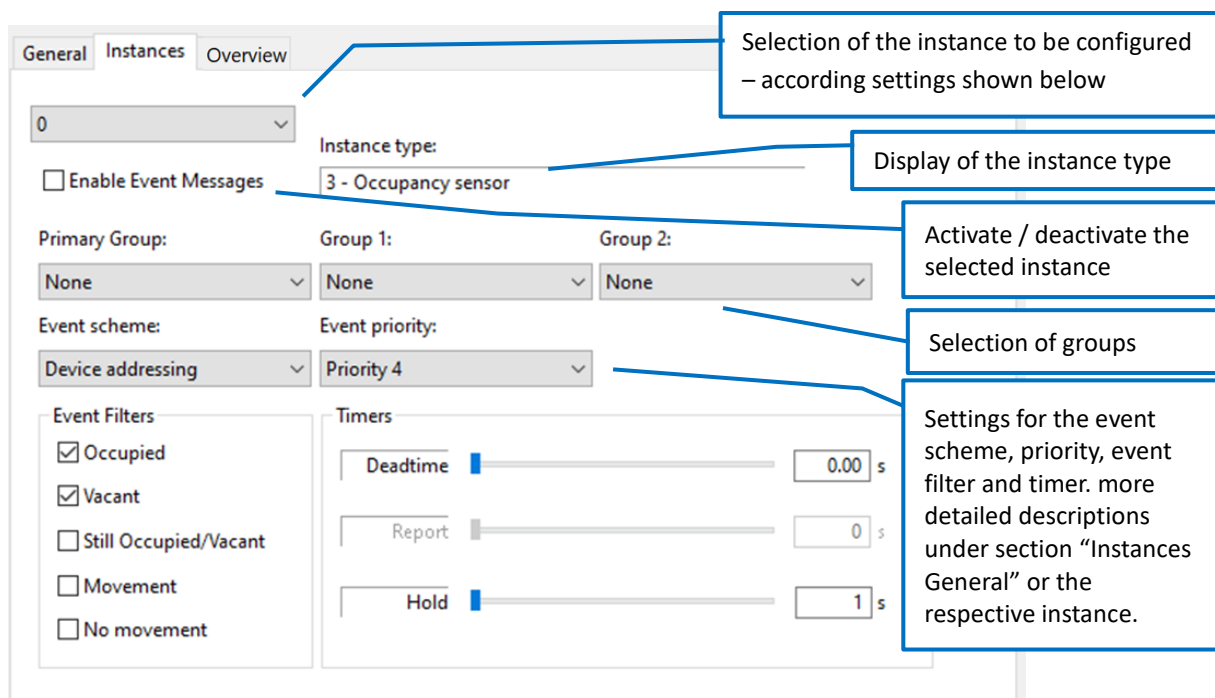 General Instances Overview
Selection of the instance to be configured
– according settings shown below
0
Instance type:
Display of the instance type
Enable Event Messages
3 - Occupancy sensor
Activate / deactivate the
selected instance
Primary Group: Group 1: Group 2:
None None None
Selection of groups
Event scheme: Event priority:
Device addressing Priority 4
Settings for the event
scheme, priority, event
filter and timer. more
detailed descriptions
under section “Instances
General” or the
respective instance.
Event Filters
Occupied
Vacant
Still Occupied/Vacant
Movement
No movement
Timers
Deadtime 0.00 s
Report 0 s
Hold 1 s